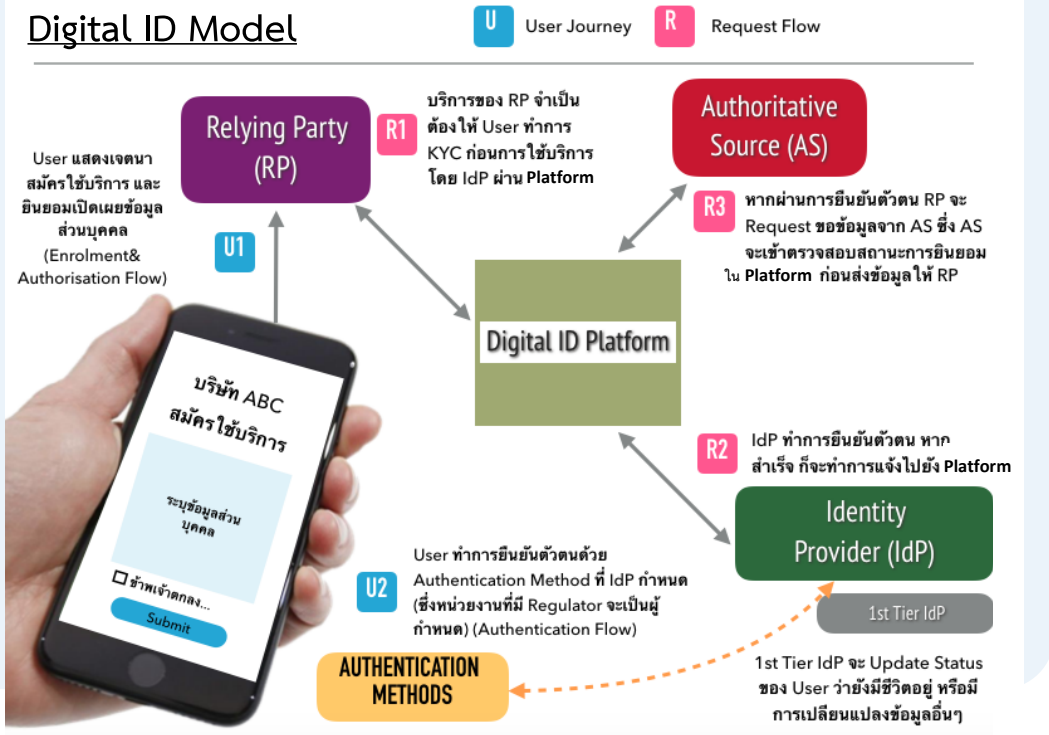 Digital ID Model
U User Journey R Request Flow
Relying Party
(RP)
R1
บริการของ RP จำเป็น
ต้องให้ User ทำการ
KYC ก่อนการใช้บริการ
โดย IdP ผ่าน Platform
Authoritative
Source (AS)
User แสดงเจตนา
สมัครใช้บริการ และ
ยินยอมเปิดเผยข้อมูล
ส่วนบุคคล
(Enrolment&
Authorisation Flow)
U1
R3
หากผ่านการยืนยันตัวตน RP จะ
Request ขอข้อมูลจาก AS ซึ่ง AS
จะเข้าตรวจสอบสถานะการยินยอม
ใน Platform ก่อนส่งข้อมูลให้ RP
Digital ID Platform
บริษัท ABC
สมัครใช้บริการ
ระบุข้อมูลส่วน
บุคคล
ข้าพเจ้าตกลง...
Submit
R2
IdP ทำการยืนยันตัวตน หาก
สำเร็จ ก็จะทำการแจ้งไปยัง Platform
Identity
Provider (IdP)
1st Tier IdP
U2
User ทำการยืนยันตัวตนด้วย
Authentication Method ที่ IdP กำหนด
(ซึ่งหน่วยงานที่มี Regulator จะเป็นผู้
กำหนด) (Authentication Flow)
AUTHENTICATION
METHODS
1st Tier IdP จะ Update Status
ของ User ว่ายังมีชีวิตอยู่ หรือมี
การเปลี่ยนแปลงข้อมูลอื่นๆ